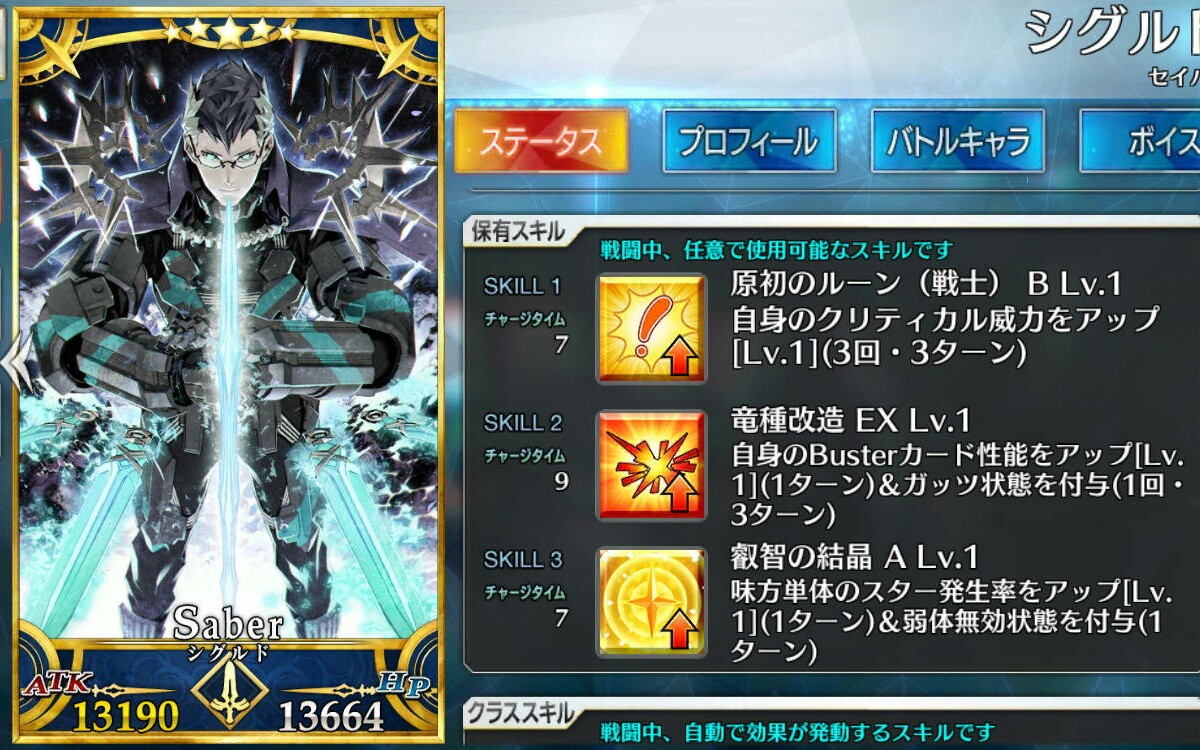 Saber
シグルド
ATK
13190
HP
13664
シグルド
セイバ
ステータス
プロフィール
バトルキャラ
ボイス
保有スキル
戦闘中、任意で使用可能なスキルです
SKILL 1
チャージタイム
7
原初のルーン（戦士） B Lv.1
自身のクリティカル威力をアップ
[Lv.1](3回・3ターン)
SKILL 2
チャージタイム
9
竜種改造 EX Lv.1
自身のBusterカード性能をアップ[Lv.
1](1ターン)＆ガッツ状態を付与(1回・
3ターン)
SKILL 3
チャージタイム
7
叡智の結晶 A Lv.1
味方単体のスター発生率をアップ[Lv.
1](1ターン)＆弱体無効状態を付与(1
ターン)
クラススキル
戦闘中、自動で効果が発動するスキルです